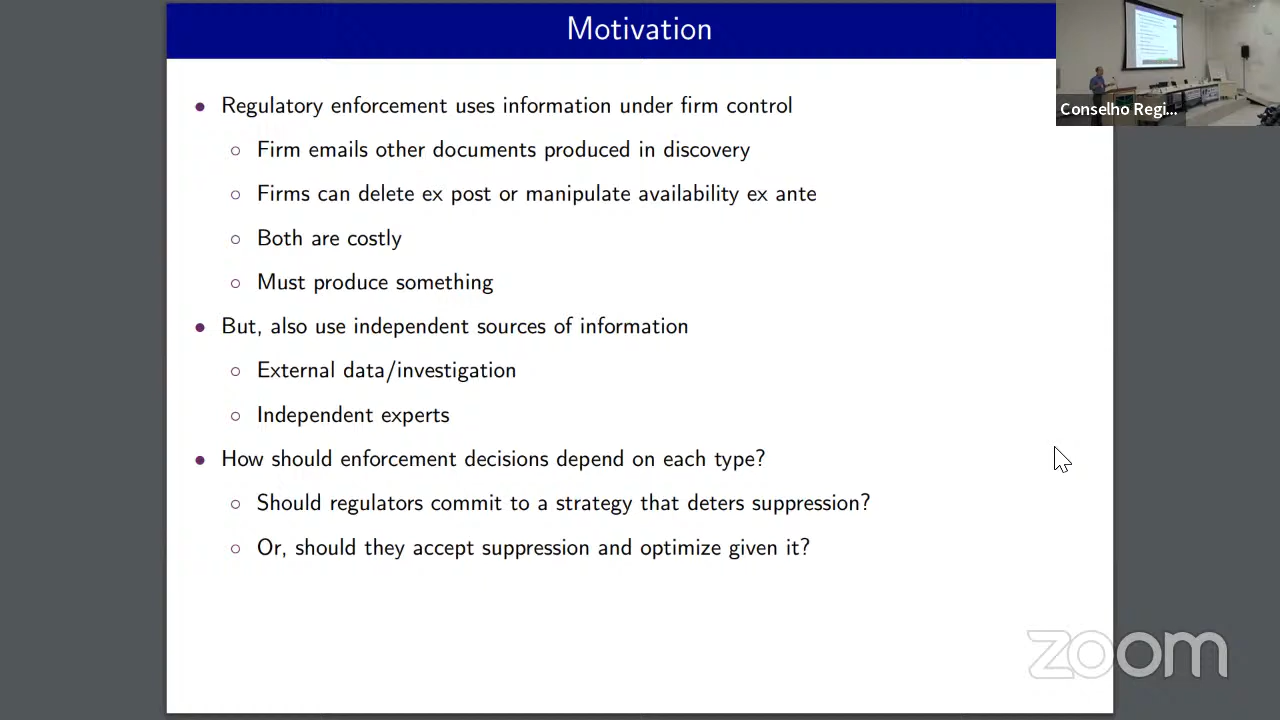 Motivation
Conselho Regi...
• Regulatory enforcement uses information under firm control
○ Firm emails other documents produced in discovery
○ Firms can delete ex post or manipulate availability ex ante
○ Both are costly
○ Must produce something
• But, also use independent sources of information
○ External data/investigation
○ Independent experts
• How should enforcement decisions depend on each type?
○ Should regulators commit to a strategy that deters suppression?
○ Or, should they accept suppression and optimize given it?
zoom